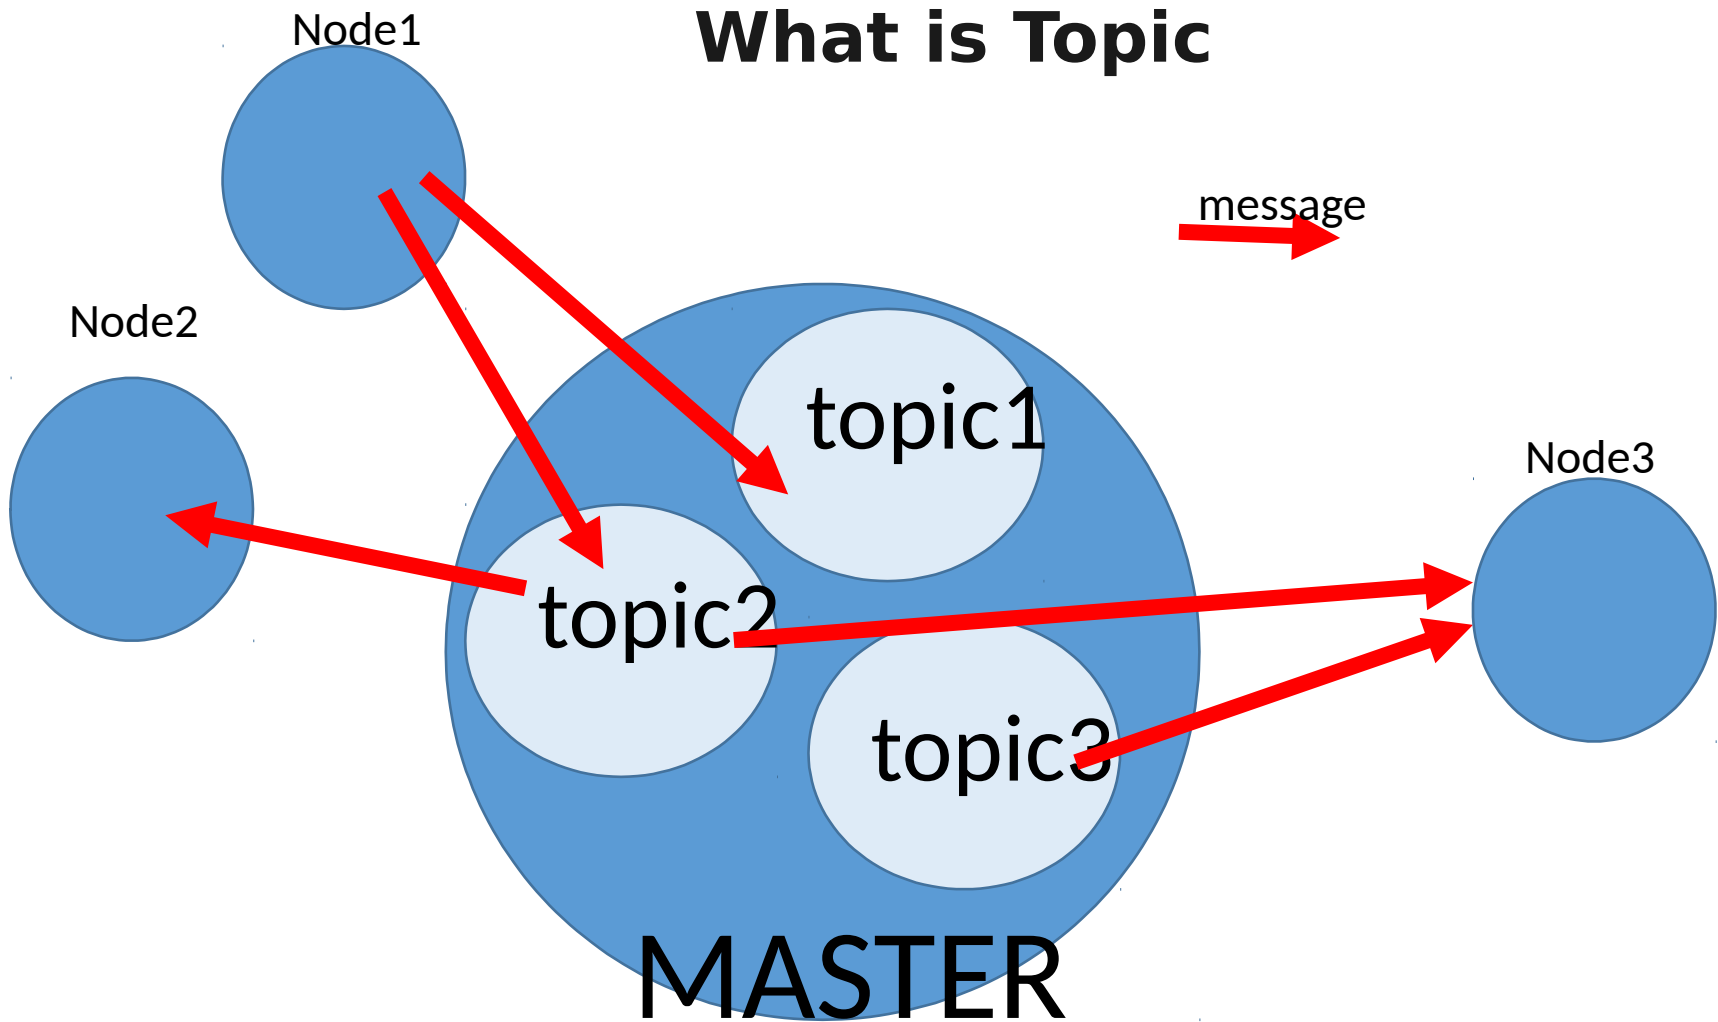 What is Topic
Node1
message
Node2
topic1
Node3
topic2
topic3
MASTER